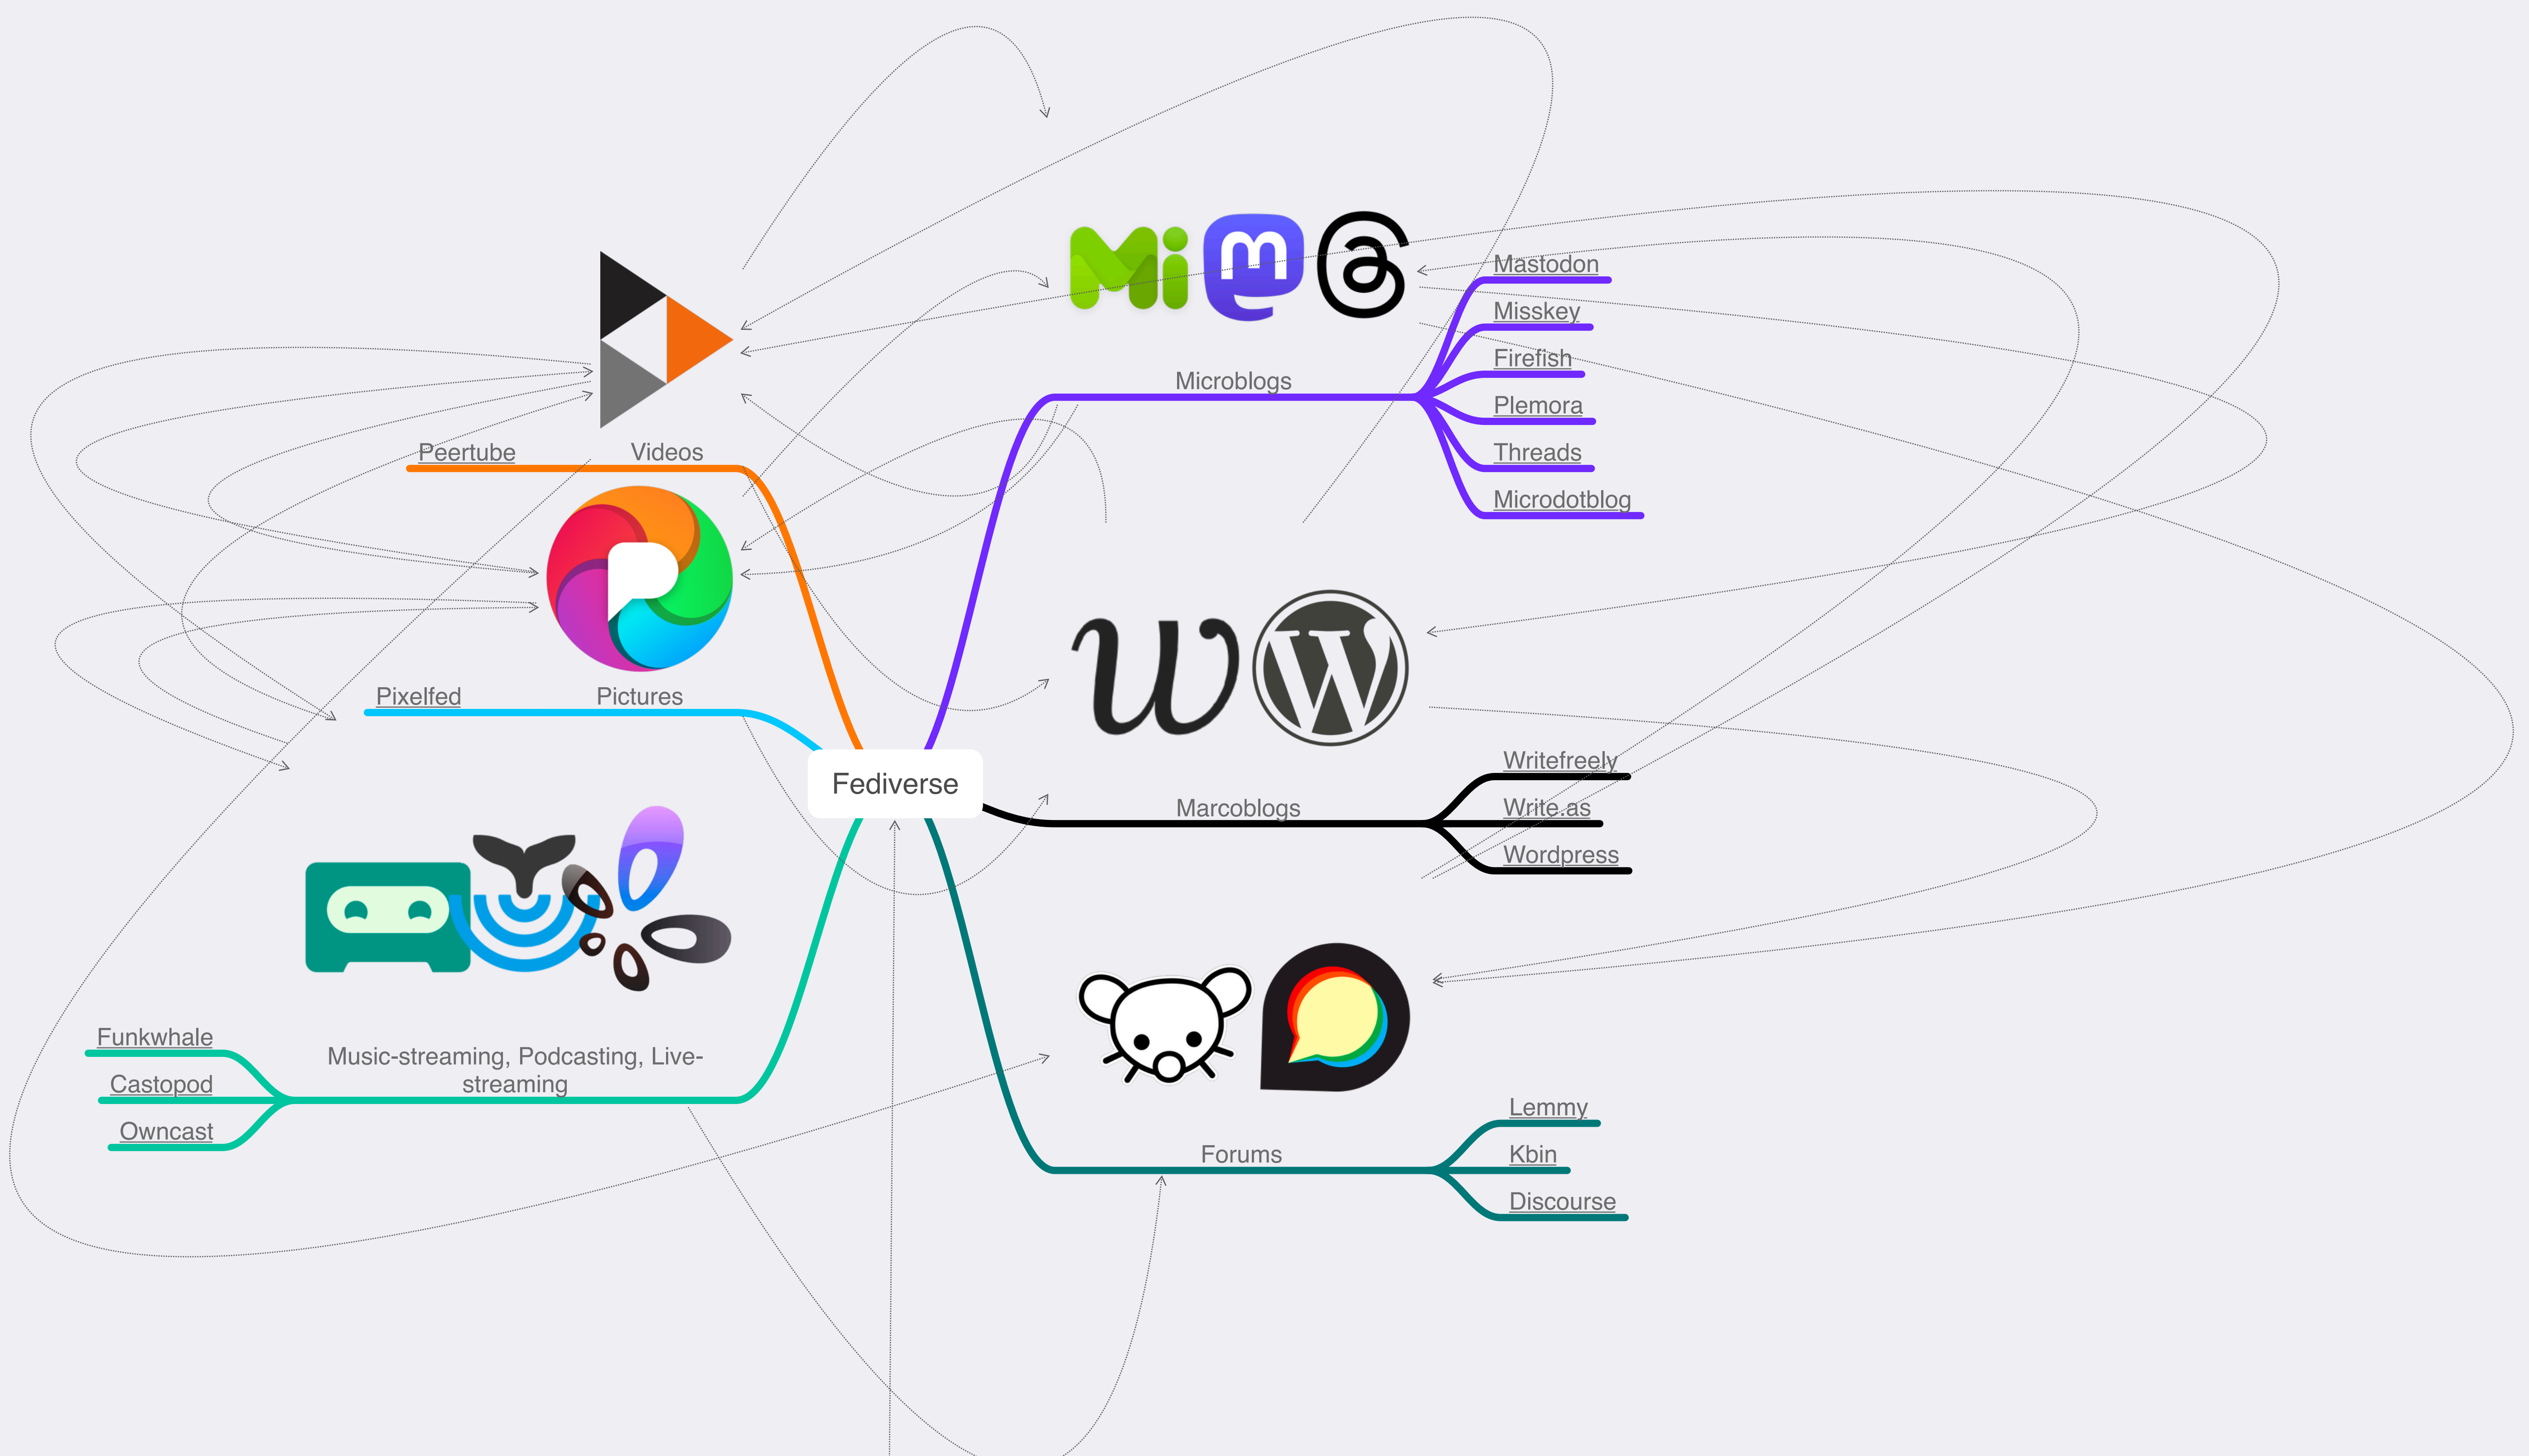 Mastodon
Misskey
Firefish
Microblogs
Plemora
Threads
Microdotblog
Peertube
Videos
Pixelfed
Pictures
Fediverse
Writefreely
Marcoblogs
Write.as
Wordpress
Funkwhale
Music-streaming, Podcasting, Live-
streaming
Castopod
Owncast
Lemmy
Forums
Kbin
Discourse